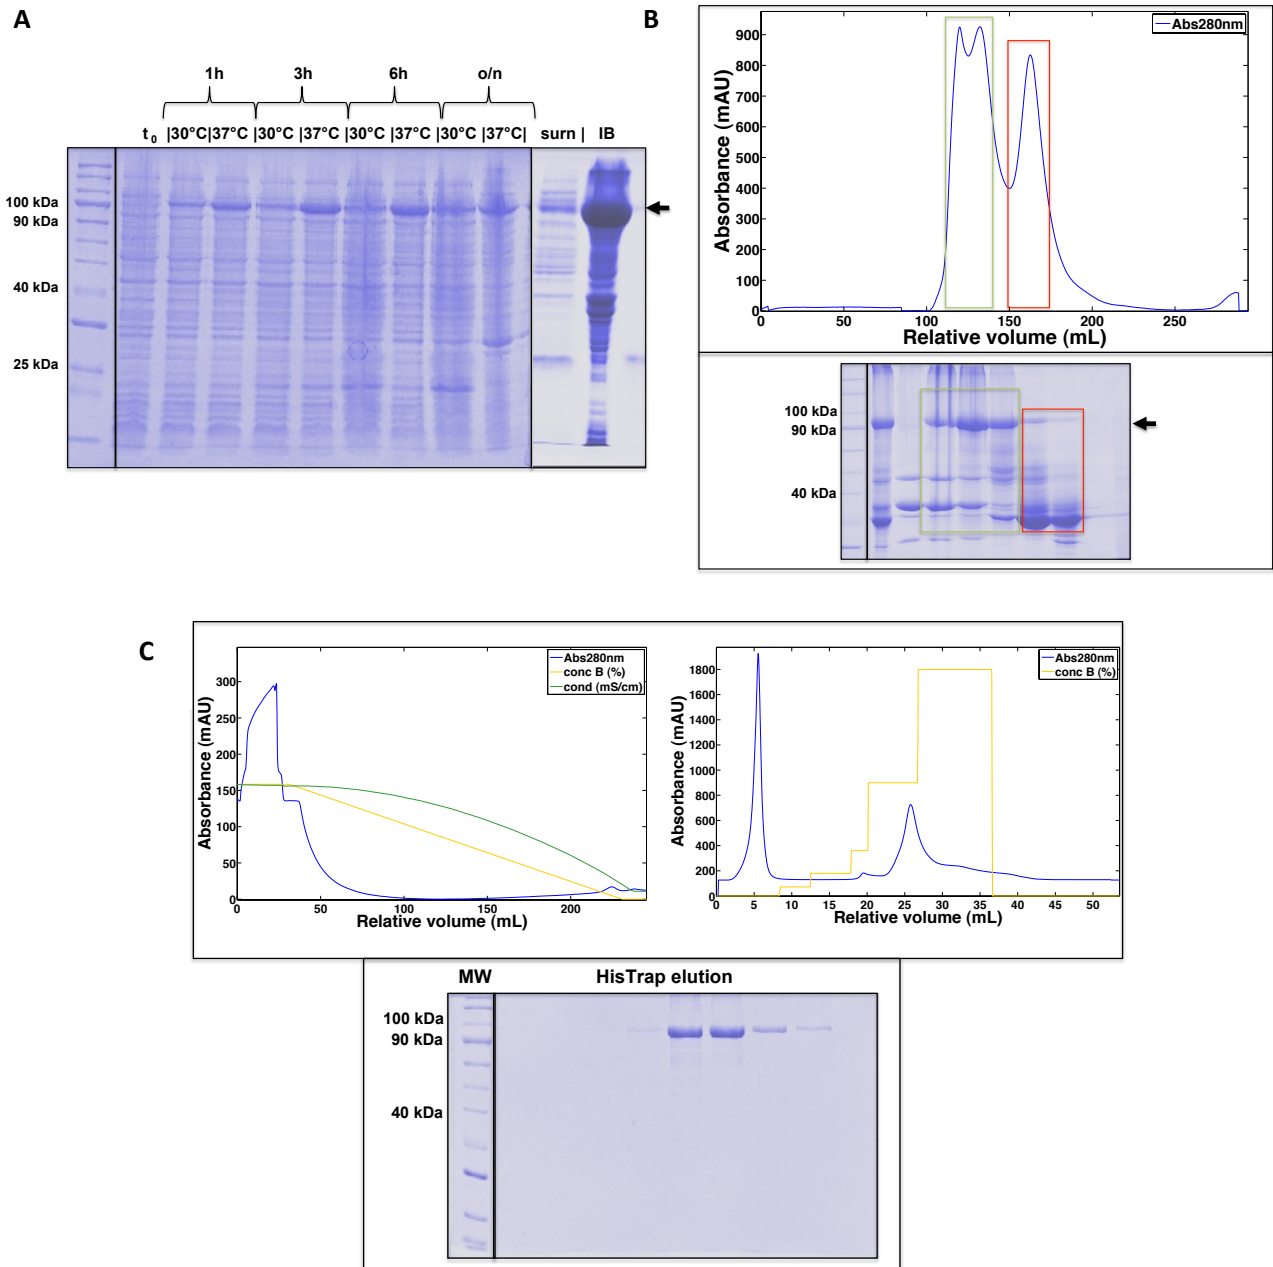 A
1h 3h 6h o/n
t0 |30°C|37°C |30°C |37°C |30°C |37°C |30°C |37°C| surn | IB
100 kDa
90 kDa
40 kDa
25 kDa
B
Abs280nm
Absorbance (mAU)
900
800
700
600
500
400
300
200
100
0
0 50 100 150 200 250
Relative volume (mL)
100 kDa
90 kDa
40 kDa
C
Abs280nm
conc B (%)
cond (mS/cm)
Absorbance (mAU)
300
250
200
150
100
50
0
0 50 100 150 200
Relative volume (mL)
Abs280nm
conc B (%)
Absorbance (mAU)
1800
1600
1400
1200
1000
800
600
400
200
0
0 5 10 15 20 25 30 35 40 45 50
Relative volume (mL)
MW HisTrap elution
100 kDa
90 kDa
40 kDa